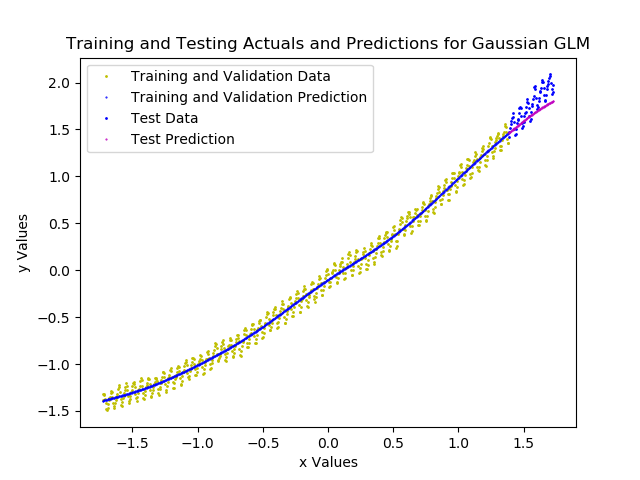 Training and Testing Actuals and Predictions for Gaussian GLM
Training and Validation Data
Training and Validation Prediction
Test Data
Test Prediction
y Values
2.0
1.5
1.0
0.5
0.0
−0.5
−1.0
−1.5
−1.5 −1.0 −0.5 0.0 0.5 1.0 1.5
x Values